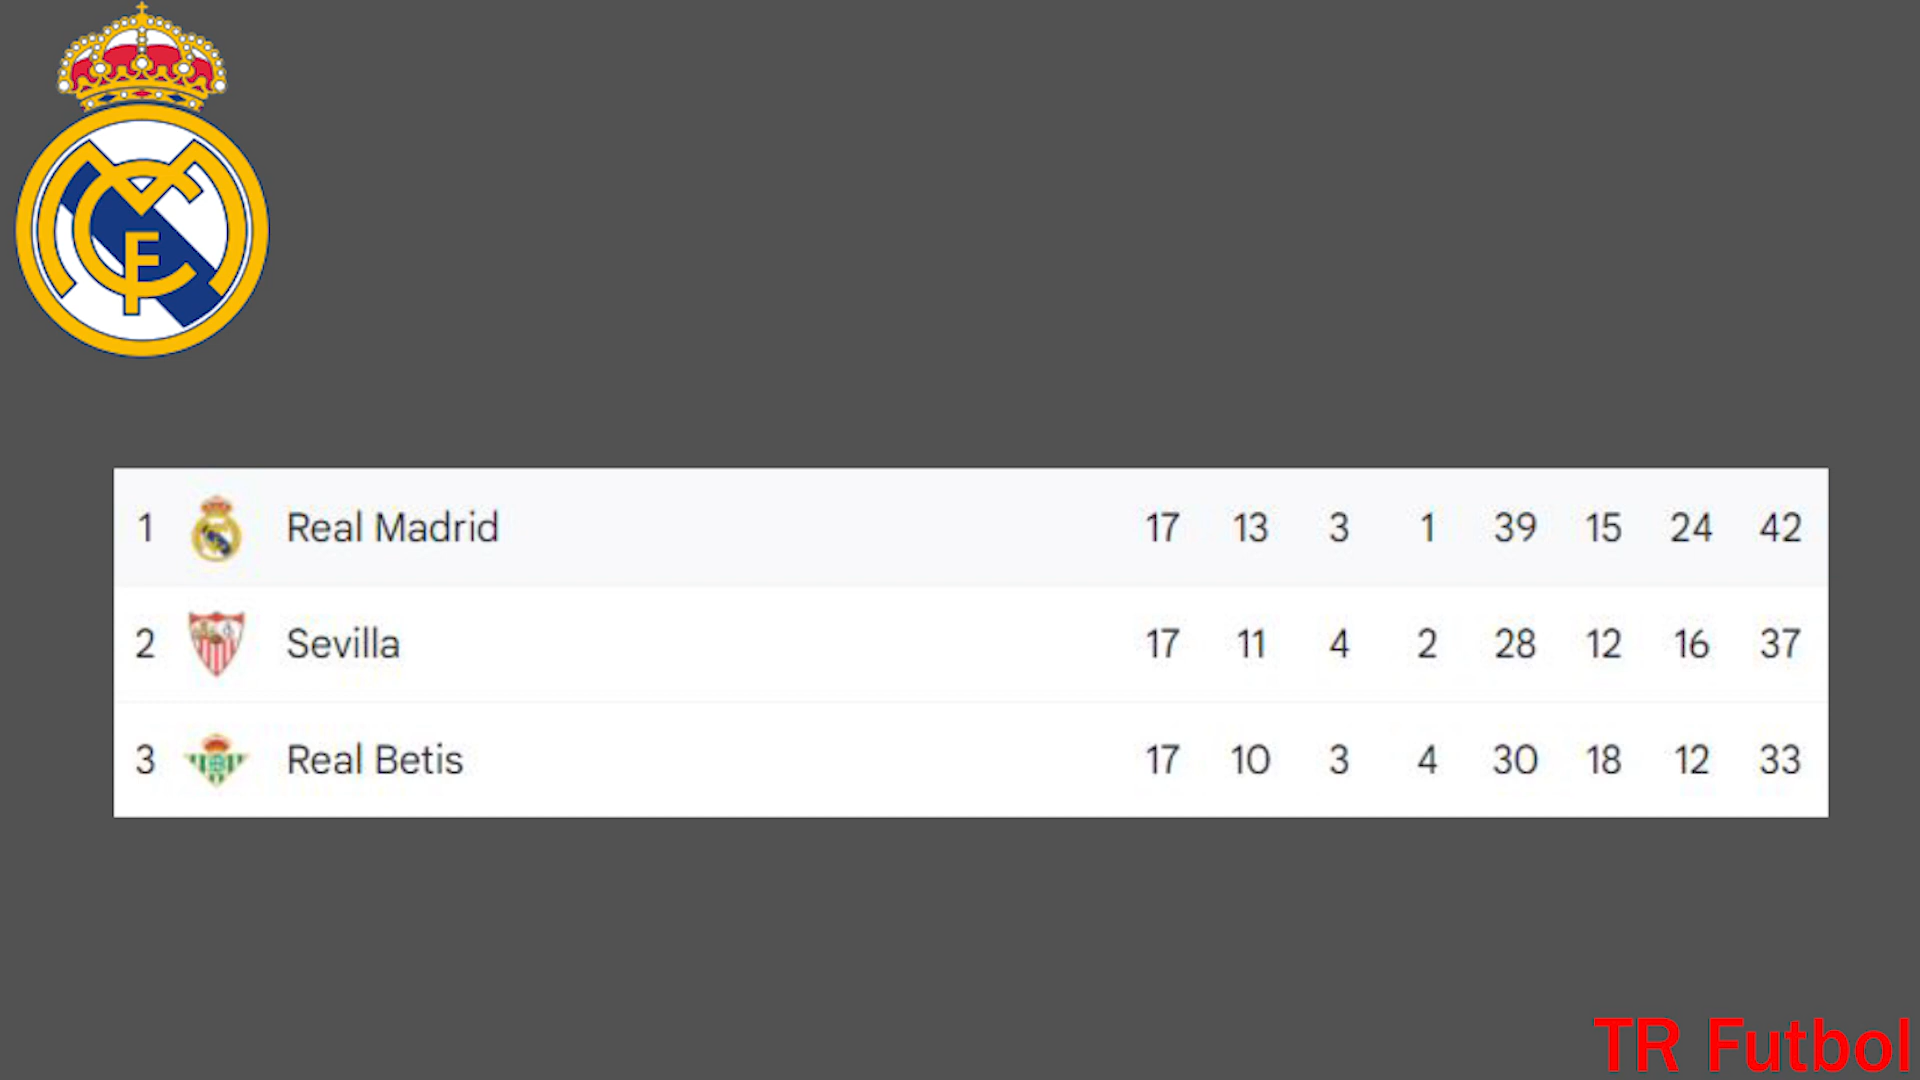 1 Real Madrid 17 13 3 1 39 15 24 42
2 Sevilla 17 11 4 2 28 12 16 37
3 Real Betis 17 10 3 4 30 18 12 33
TR Futbol